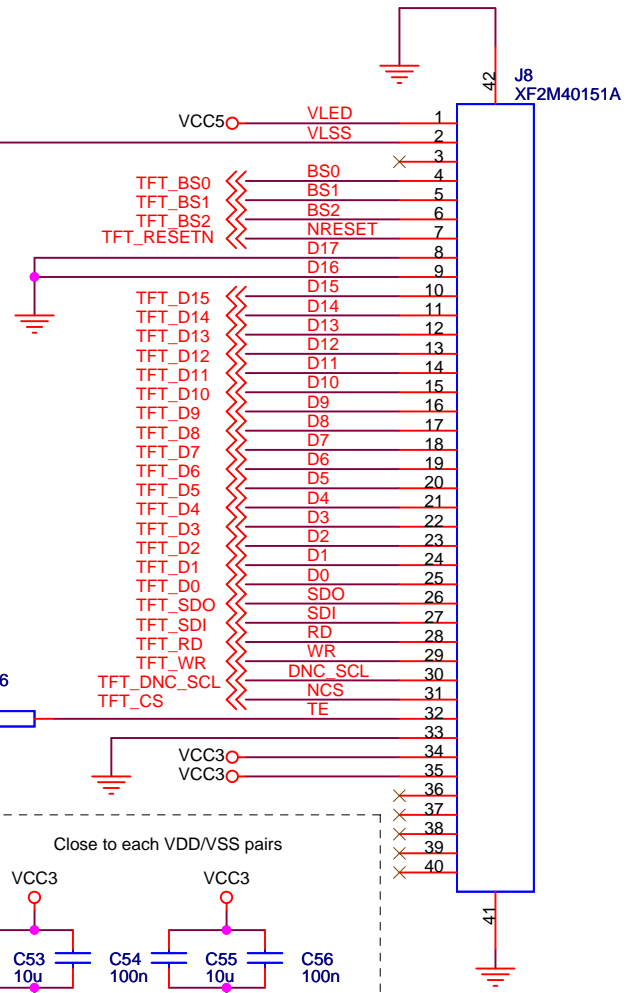 42
J8
XF2M40151A
VCC5 VLED 1
VLSS 2
3
TFT_BS0 BS0 4
TFT_BS1 BS1 5
TFT_BS2 BS2 6
TFT_RESETN NRESET 7
D17 8
D16 9
TFT_D15 D15 10
TFT_D14 D14 11
TFT_D13 D13 12
TFT_D12 D12 13
TFT_D11 D11 14
TFT_D10 D10 15
TFT_D9 D9 16
TFT_D8 D8 17
TFT_D7 D7 18
TFT_D6 D6 19
TFT_D5 D5 20
TFT_D4 D4 21
TFT_D3 D3 22
TFT_D2 D2 23
TFT_D1 D1 24
TFT_D0 D0 25
TFT_SDO SDO 26
TFT_SDI SDI 27
TFT_RD RD 28
TFT_WR WR 29
TFT_DNC_SCL DNC_SCL 30
TFT_CS NCS 31
6
TE 32
33
VCC3 34
VCC3 35
36
37
38
39
40
41
Close to each VDD/VSS pairs
VCC3 VCC3
C53 C54 C55 C56
10u 100n 10u 100n